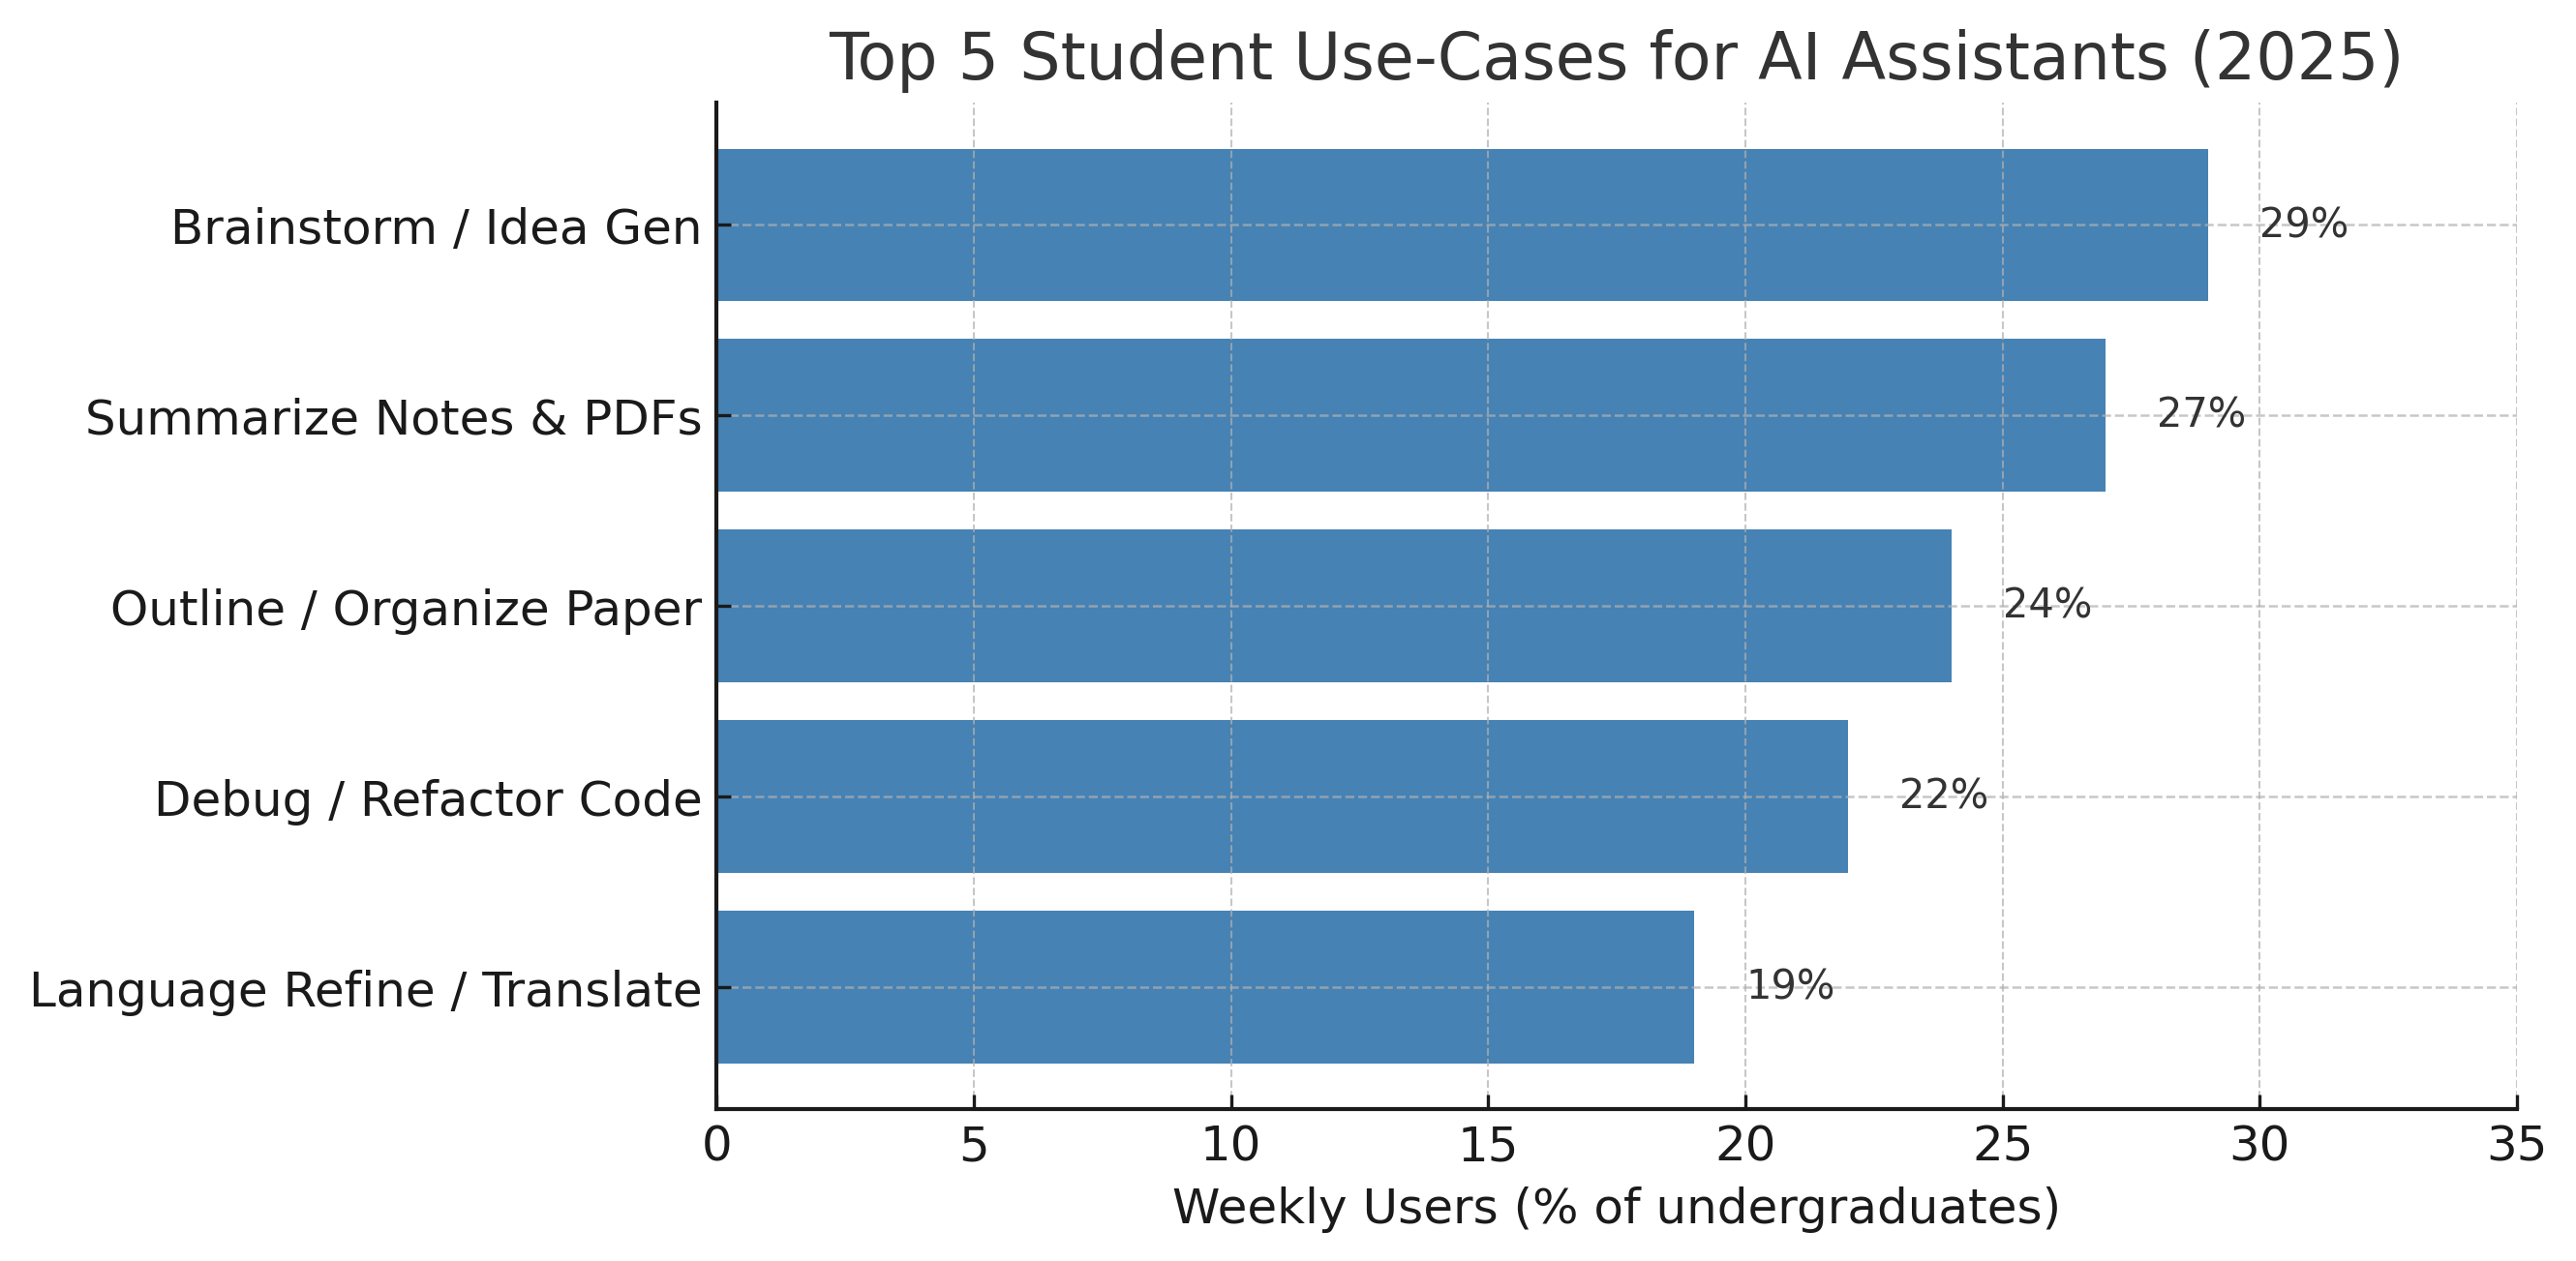 Top 5 Student Use-Cases for AI Assistants (2025)
Brainstorm / Idea Gen
29%
Summarize Notes & PDFs
27%
Outline / Organize Paper
24%
Debug / Refactor Code
22%
Language Refine / Translate
19%
0 5 10 15 20 25 30 35
Weekly Users (% of undergraduates)